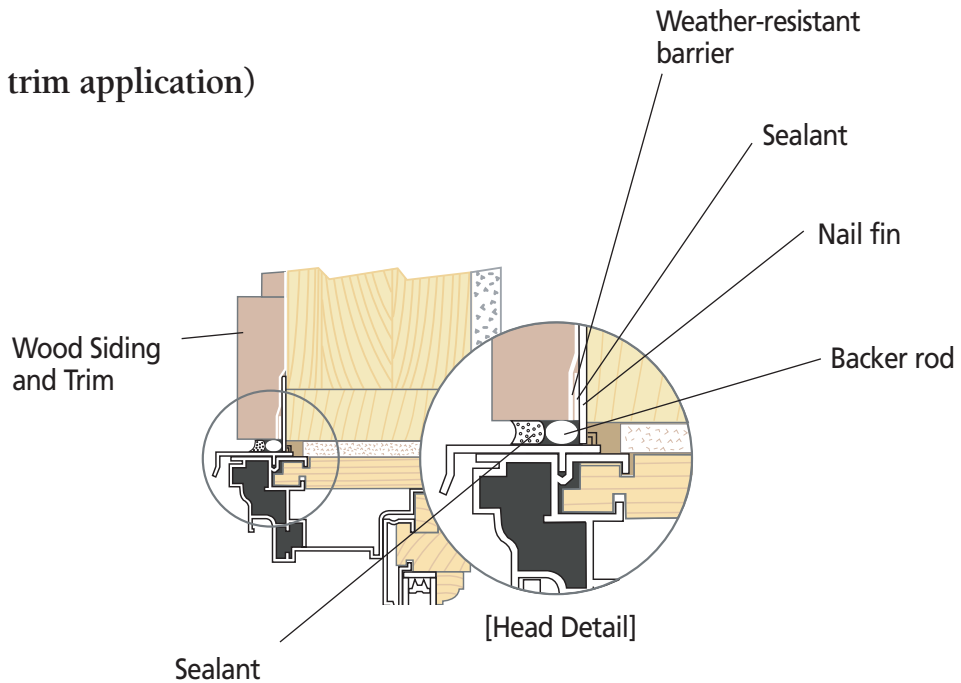 Weather-resistant
barrier
trim application)
Sealant
Nail fin
Wood Siding
and Trim
Backer rod
[Head Detail]
Sealant